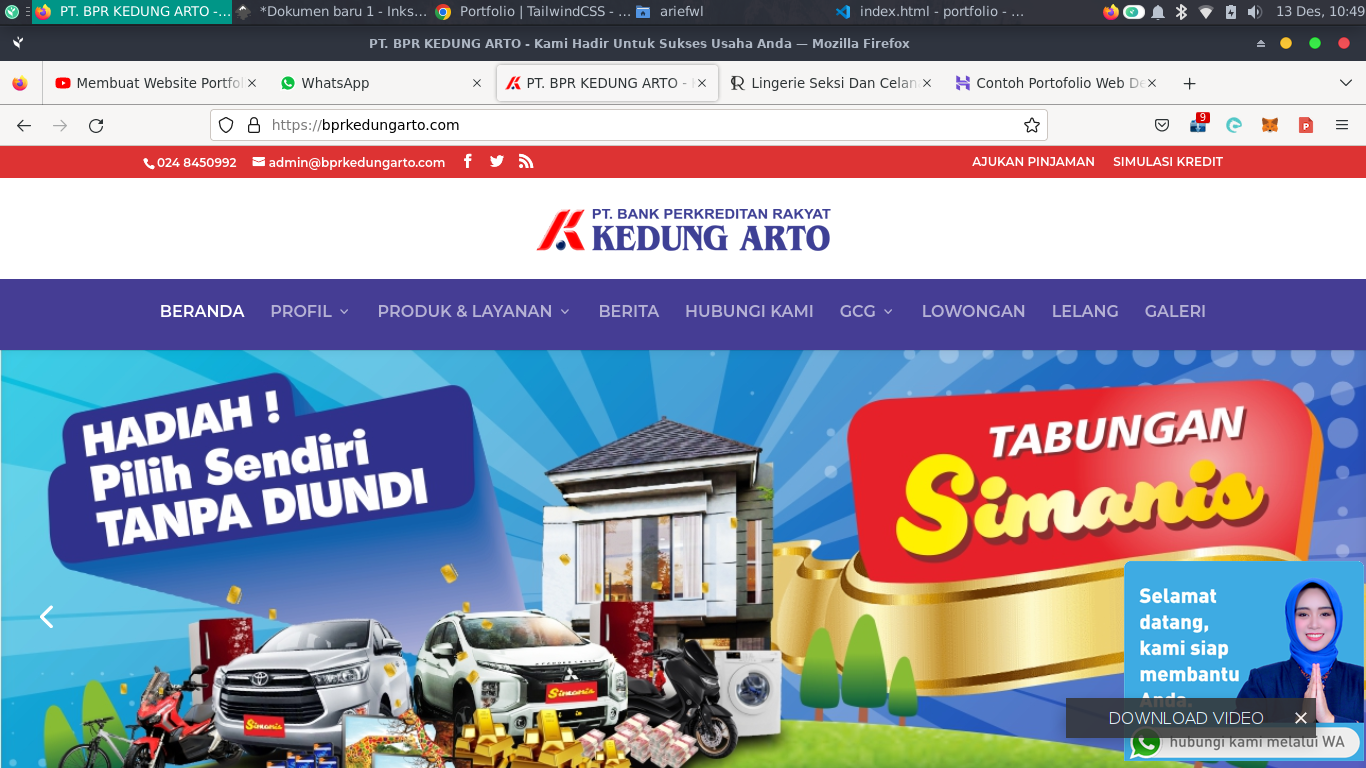 PT. BPR KEDUNG ARTO -...
*Dokumen baru 1 - Inks...
Portfolio | TailwindCSS - ...
ariefwl
index.html - portfolio - ...
13 Des, 10:49
PT. BPR KEDUNG ARTO - Kami Hadir Untuk Sukses Usaha Anda — Mozilla Firefox
Membuat Website Portfol
WhatsApp
PT. BPR KEDUNG ARTO -
Lingerie Seksi Dan Celan
Contoh Portofolio Web De
https://bprkedungarto.com
9
024 8450992
admin@bprkedungarto.com
AJUKAN PINJAMAN
SIMULASI KREDIT
PT. BANK PERKREDITAN RAKYAT
KEDUNG ARTO
BERANDA
PROFIL
PRODUK & LAYANAN
BERITA
HUBUNGI KAMI
GCG
LOWONGAN
LELANG
GALERI
HADIAH !
Pilih Sendiri
TANPA DIUNDI
TABUNGAN
Simanis
Simanis
Simanis
Selamat
datang,
kami siap
membantu
Anda.
DOWNLOAD VIDEO
hubungi kami melalui WA